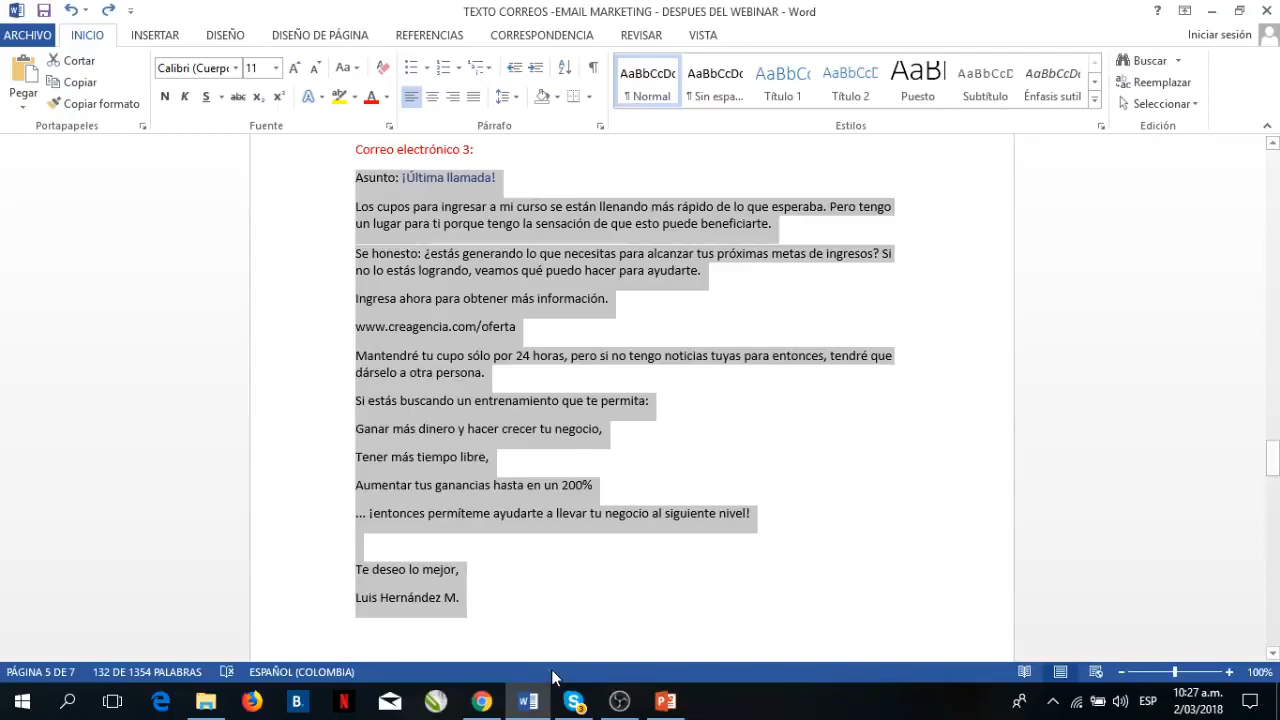 TEXTO CORREOS -EMAIL MARKETING - DESPUES DEL WEBINAR - Word
ARCHIVO INICIO INSERTAR DISEÑO DISEÑO DE PÁGINA REFERENCIAS CORRESPONDENCIA REVISAR VISTA Iniciar sesión
Pegar
Cortar
Copiar
Copiar formato
Portapapeles
Calibri (Cuerpo 11
N K S abc x₂ x²
Fuente
Párrafo
AaBbCcDc AaBbCcDc AaBbCc AaBbCcD AaBl AaBbCcD AaBbCcDc
¶ Normal ¶ Sin espa... Título 1 Título 2 Puesto Subtítulo Énfasis sutil
Estilos
Buscar
Reemplazar
Seleccionar
Edición
Correo electrónico 3:
Asunto: ¡Última llamada!
Los cupos para ingresar a mi curso se están llenando más rápido de lo que esperaba. Pero tengo
un lugar para ti porque tengo la sensación de que esto puede beneficiarte.
Se honesto: ¿estás generando lo que necesitas para alcanzar tus próximas metas de ingresos? Si
no lo estás logrando, veamos qué puedo hacer para ayudarte.
Ingresa ahora para obtener más información.
www.creagencia.com/oferta
Mantendré tu cupo sólo por 24 horas, pero si no tengo noticias tuyas para entonces, tendré que
dárselo a otra persona.
Si estás buscando un entrenamiento que te permita:
Ganar más dinero y hacer crecer tu negocio,
Tener más tiempo libre,
Aumentar tus ganancias hasta en un 200%
... ¡entonces permíteme ayudarte a llevar tu negocio al siguiente nivel!
Te deseo lo mejor,
Luis Hernández M.
PÁGINA 5 DE 7 132 DE 1354 PALABRAS ESPAÑOL (COLOMBIA) 100%
ESP
10:27 a.m.
2/03/2018